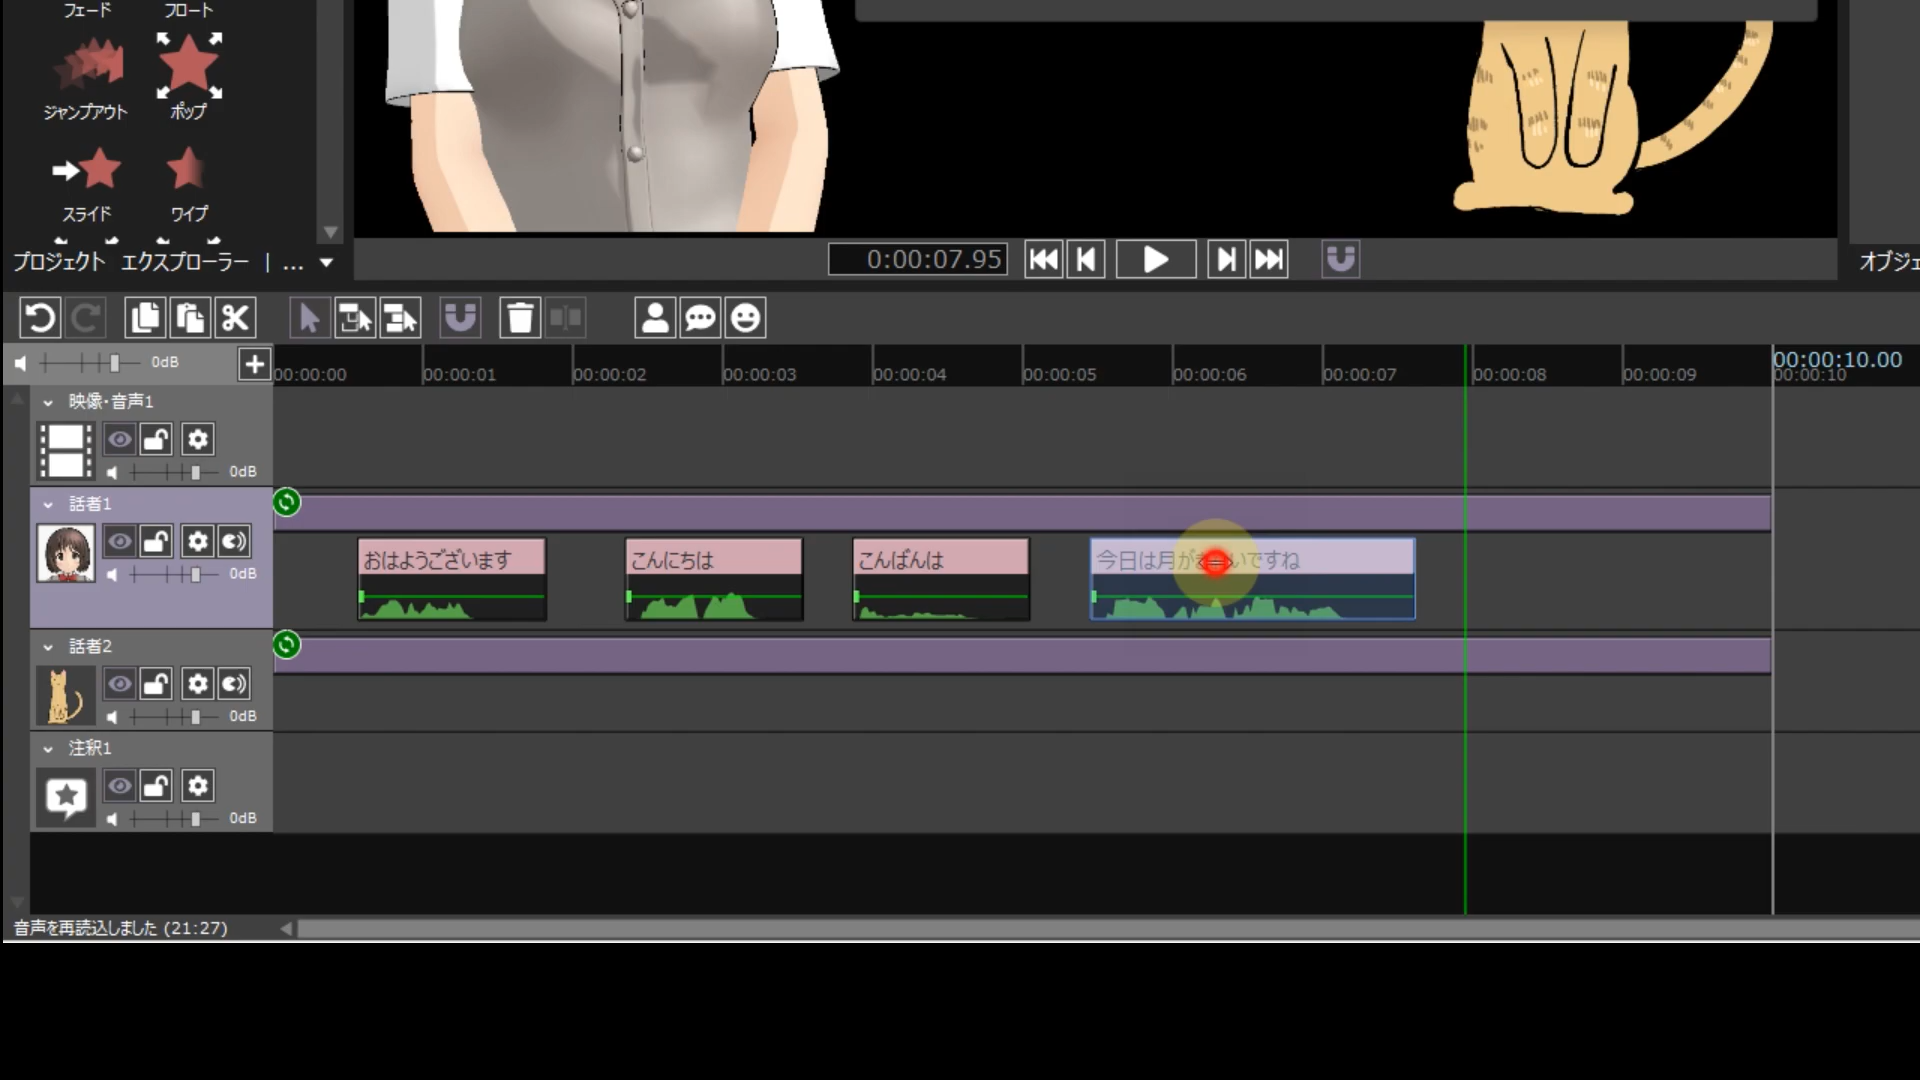 フェード フロート
ジャンプアウト ポップ
スライド ワイプ
プロジェクト エクスプローラー | ...
0:00:07.95
オブジェ
0dB
00:00:00 00:00:01 00:00:02 00:00:03 00:00:04 00:00:05 00:00:06 00:00:07 00:00:08 00:00:09 00:00:10
00:00:10.00
映像・音声1
0dB
話者1
0dB
おはようございます こんにちは こんばんは 今日は月が いですね
話者2
0dB
注釈1
0dB
音声を再読込しました (21:27)